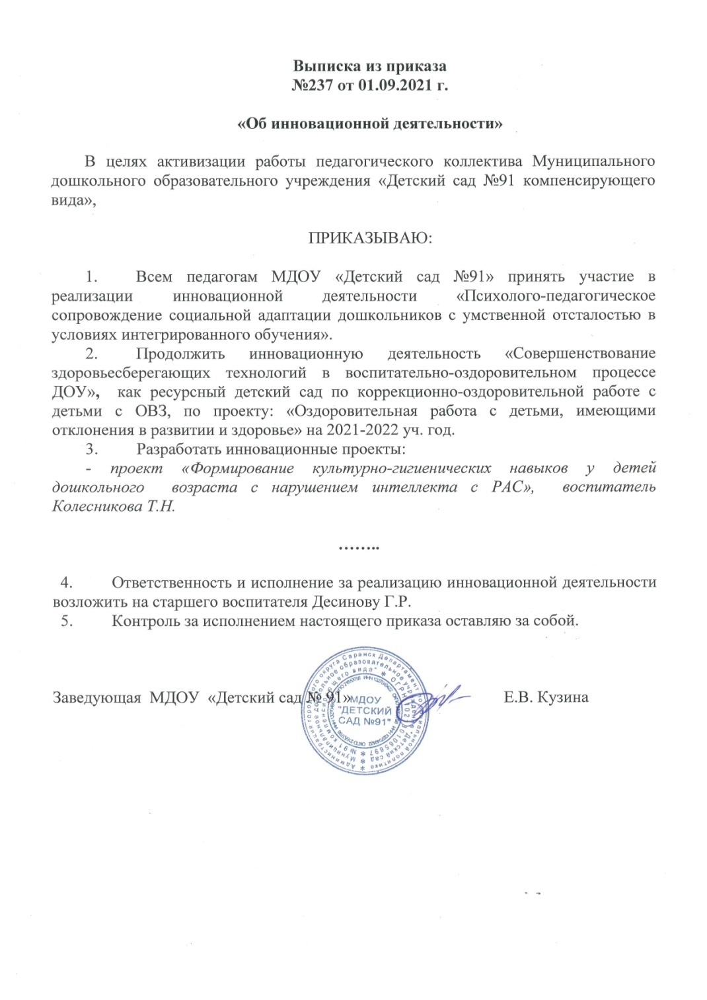 Выписка из приказа
№237 от 01.09.2021 г.
«Об инновационной деятельности»
В целях активизации работы педагогического коллектива Муниципального
дошкольного образовательного учреждения «Детский сад №91 компенсирующего
вида»,
ПРИКАЗЫВАЮ:
1. Всем педагогам МДОУ «Детский сад №91» принять участие в
реализации инновационной деятельности «Психолого-педагогическое
сопровождение социальной адаптации дошкольников с умственной отсталостью в
условиях интегрированного обучения».
2. Продолжить инновационную деятельность «Совершенствование
здоровьесберегающих технологий в воспитательно-оздоровительном процессе
ДОУ», как ресурсный детский сад по коррекционно-оздоровительной работе с
детьми с ОВЗ, по проекту: «Оздоровительная работа с детьми, имеющими
отклонения в развитии и здоровье» на 2021-2022 уч. год.
3. Разработать инновационные проекты:
- проект «Формирование культурно-гигиенических навыков у детей
дошкольного возраста с нарушением интеллекта с РАС», воспитатель
Колесникова Т.Н.
……..
4. Ответственность и исполнение за реализацию инновационной деятельности
возложить на старшего воспитателя Десинову Г.Р.
5. Контроль за исполнением настоящего приказа оставляю за собой.
Заведующая МДОУ «Детский сад № 91» Е.В. Кузина
МДОУ
"ДЕТСКИЙ
САД №91"